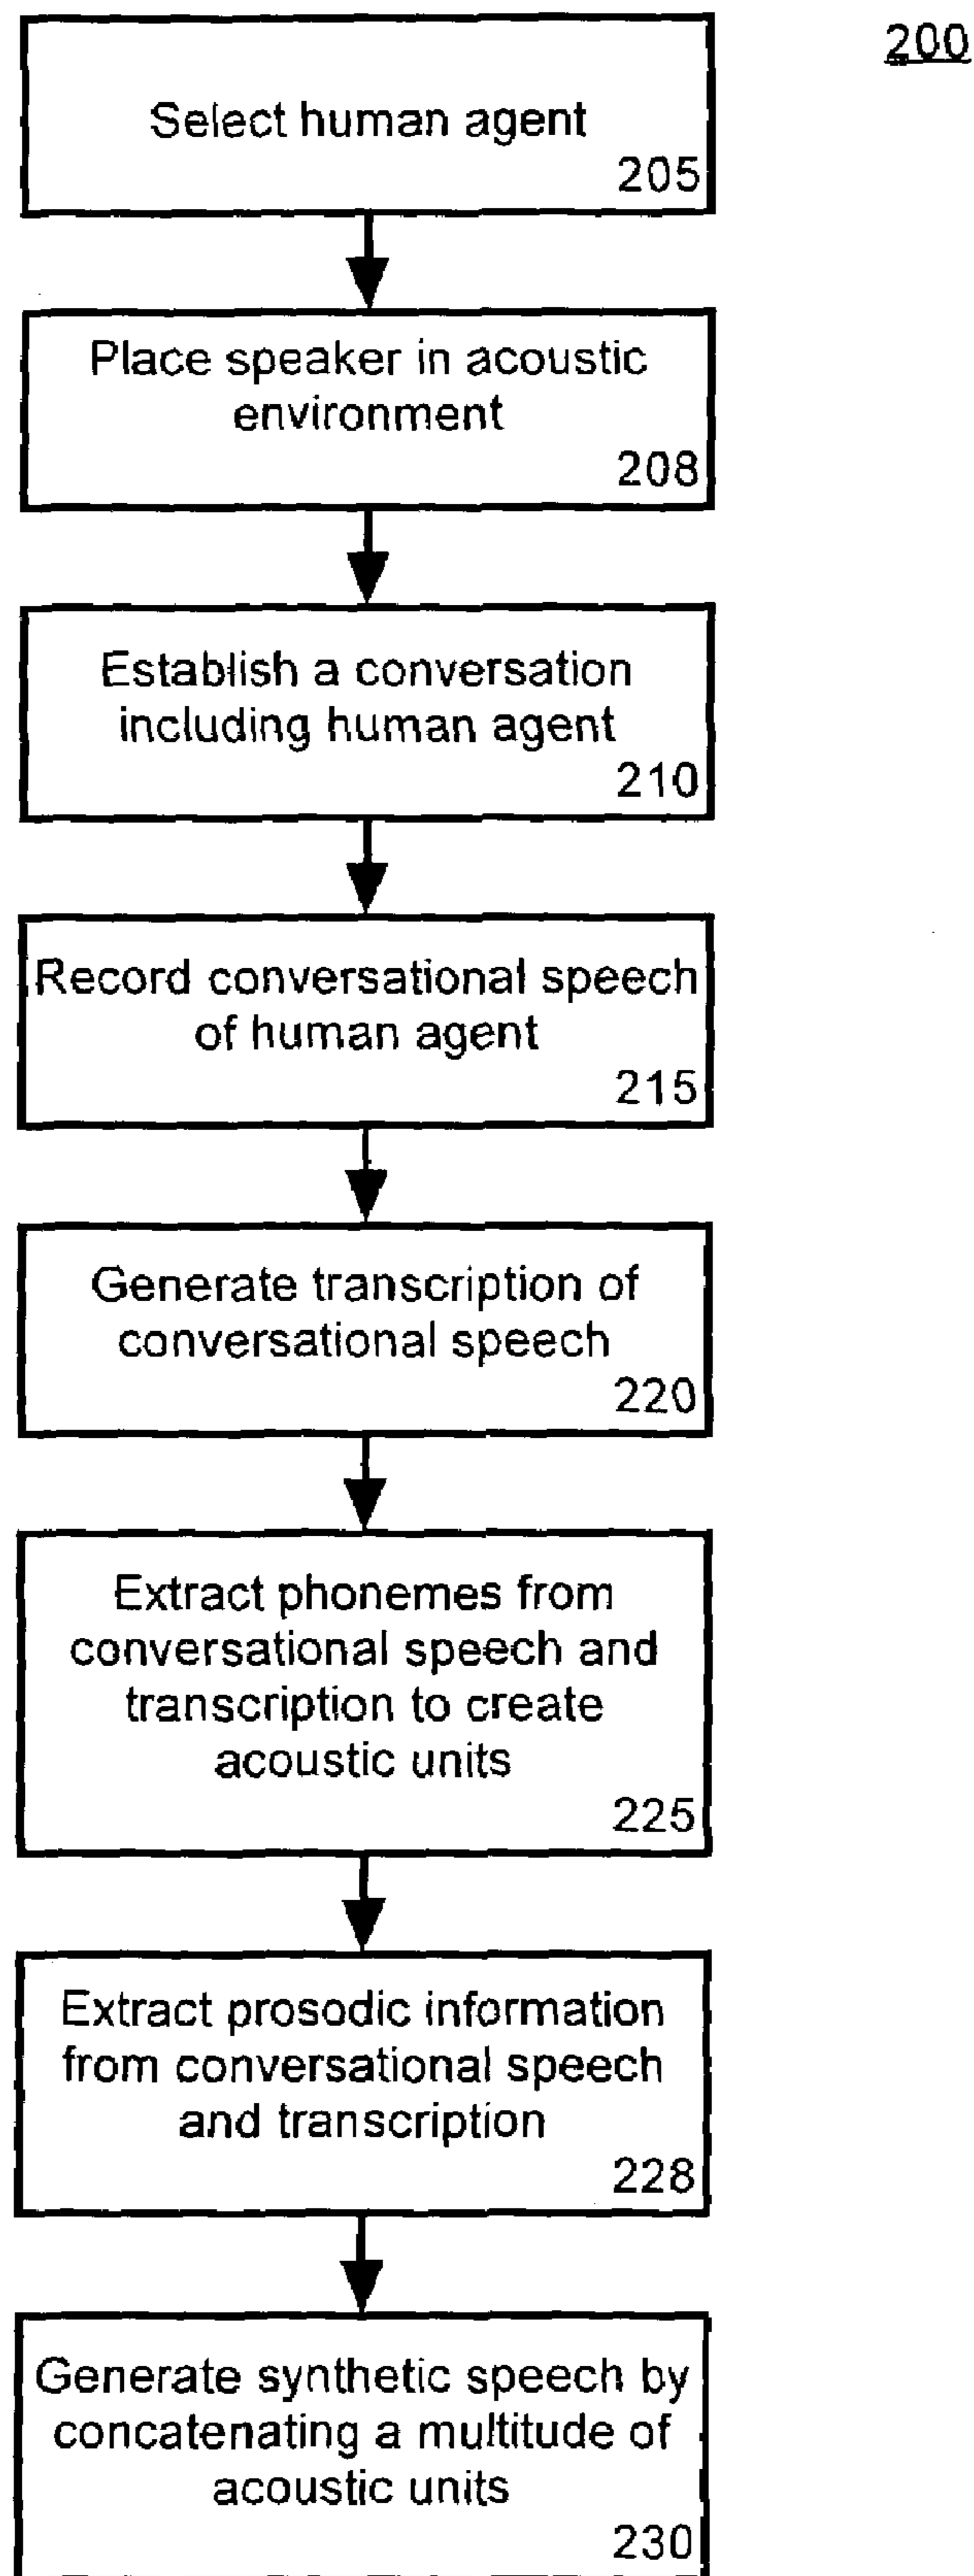 200
Select human agent
205
Place speaker in acoustic
environment
208
Establish a conversation
including human agent
210
Record conversational speech
of human agent
215
Generate transcription of
conversational speech
220
Extract phonemes from
conversational speech and
transcription to create
acoustic units
225
Extract prosodic information
from conversational speech
and transcription
228
Generate synthetic speech by
concatenating a multitude of
acoustic units
230